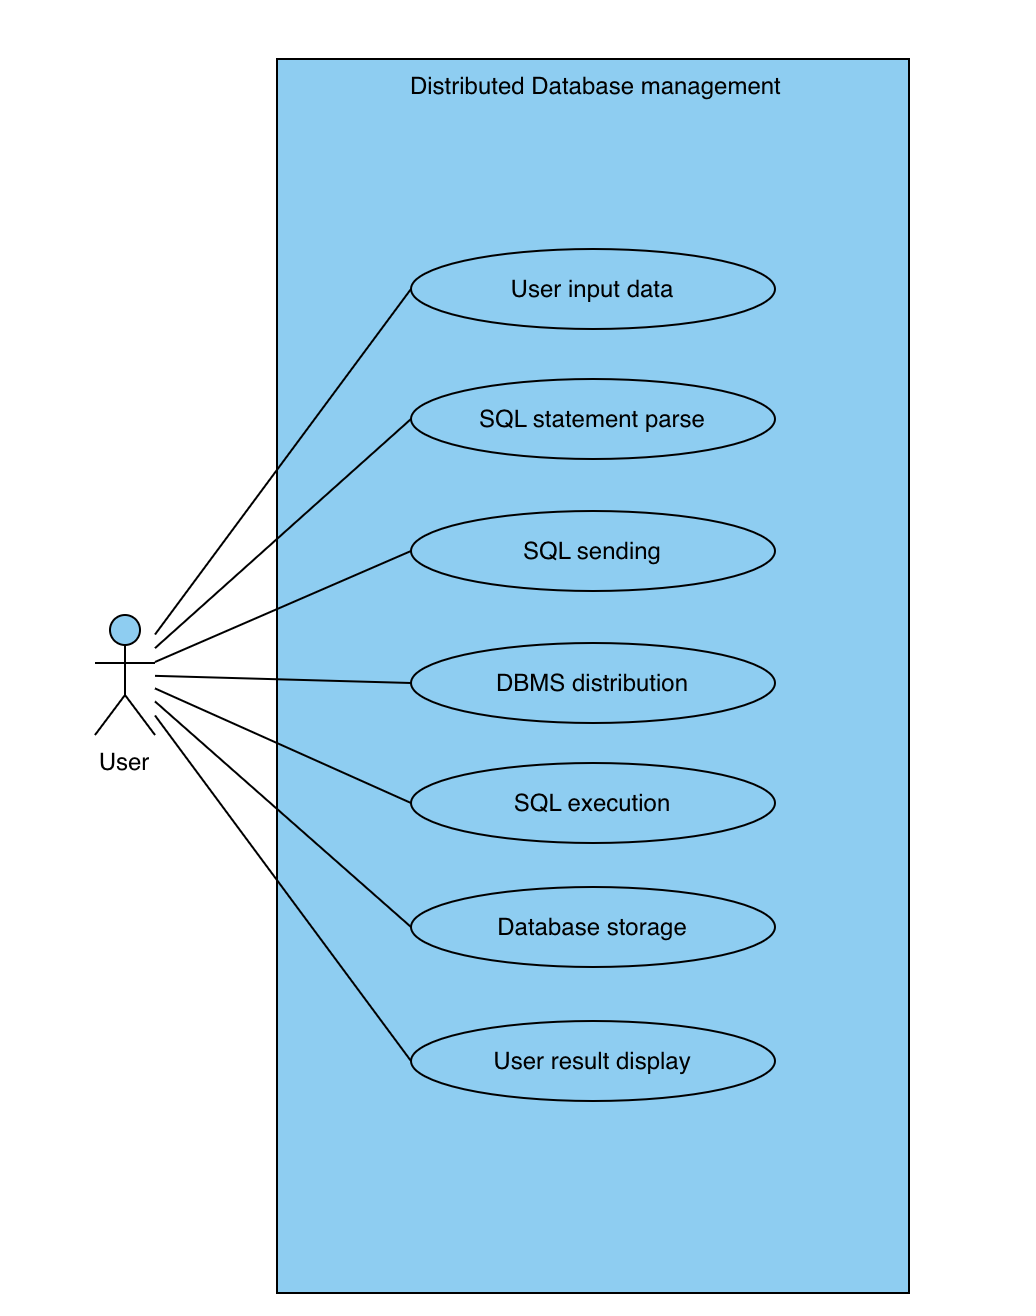 Distributed Database management
User input data
SQL statement parse
SQL sending
DBMS distribution
User
SQL execution
Database storage
User result display